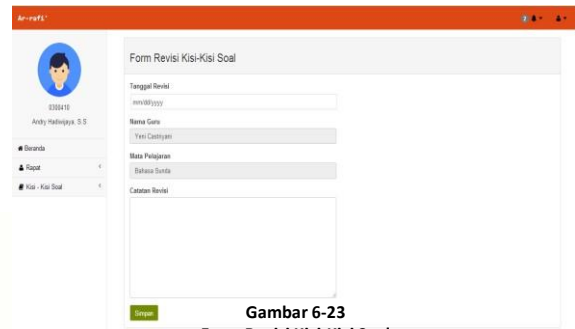 Ar-rafi'
2
Andry Hadiwijaya, S.S
Beranda
Rapat
Kisi - Kisi Soal
Form Revisi Kisi-Kisi Soal
Tanggal Revisi
mm/dd/yyyy
Nama Guru
Yeni Castriyani
Mata Pelajaran
Bahasa Sunda
Catatan Revisi
Simpan
Gambar 6-23